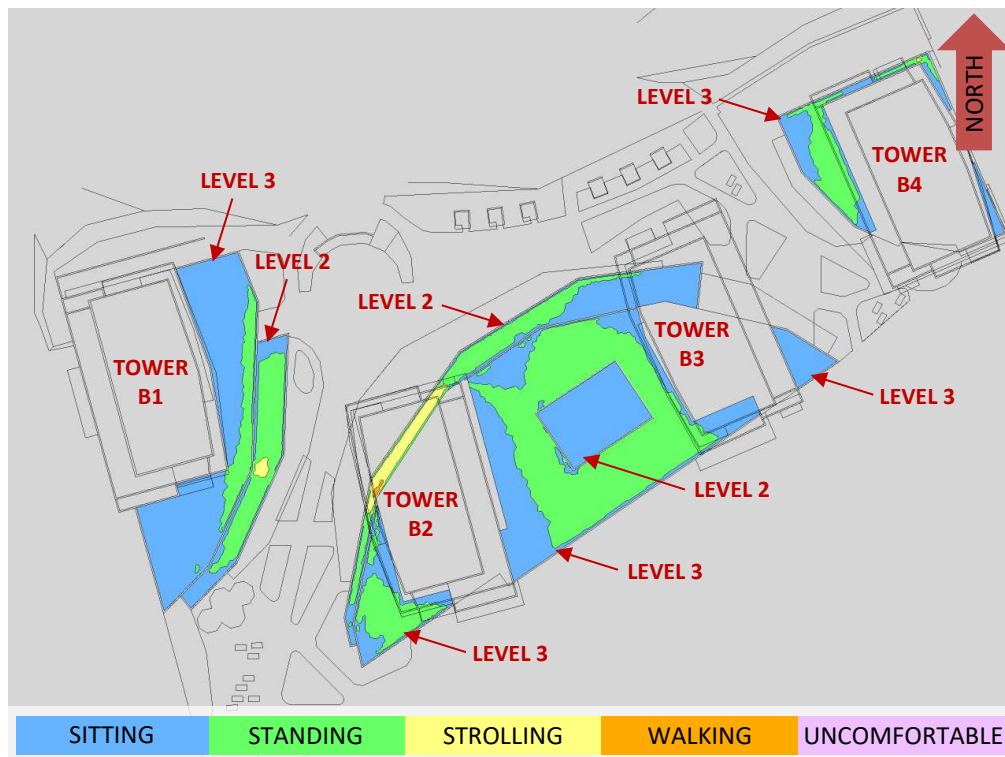 NORTH
LEVEL 3
TOWER
B4
LEVEL 3
LEVEL 2
LEVEL 2
TOWER
B3
TOWER
B1
LEVEL 3
LEVEL 2
TOWER
B2
LEVEL 3
LEVEL 3
SITTING
STANDING
STROLLING
WALKING
UNCOMFORTABLE